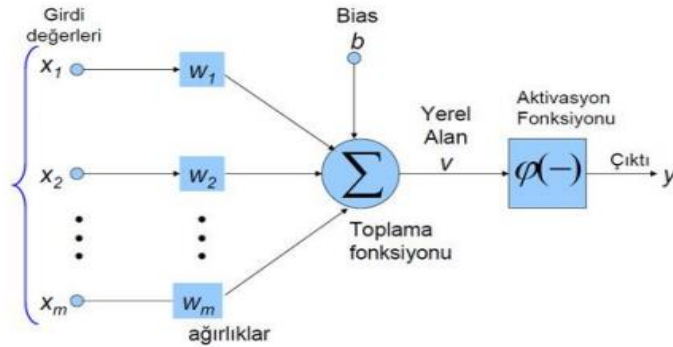 Girdi
değerleri
x1
w1
x2
w2
xm
wm
ağırlıklar
Bias
b
Σ
Toplama
fonksiyonu
Yerel
Alan
v
Aktivasyon
Fonksiyonu
φ(−)
Çıktı
y